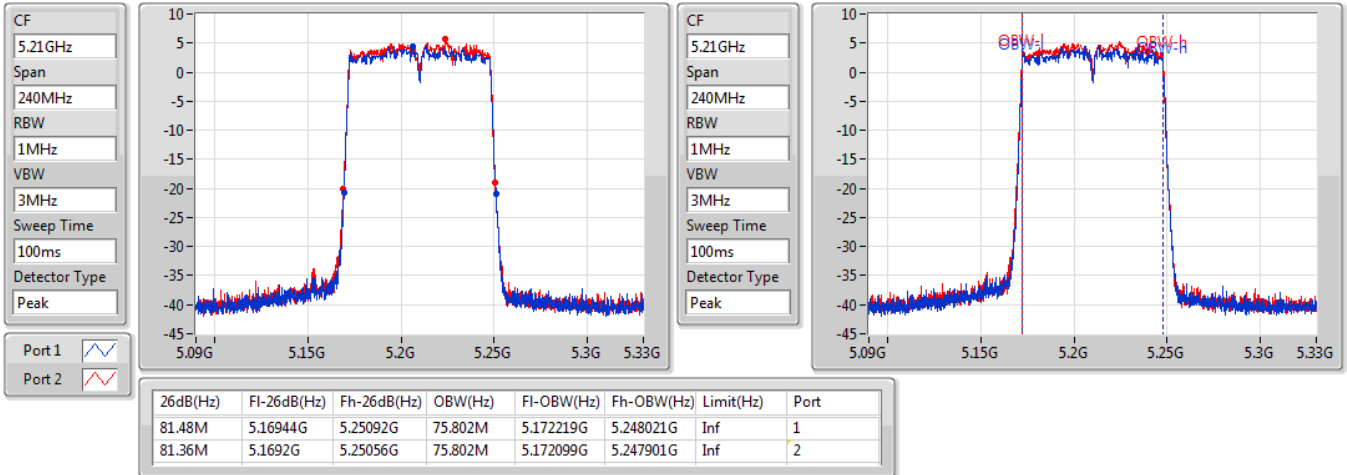 CF
5.21GHz
Span
240MHz
RBW
1MHz
VBW
3MHz
Sweep Time
100ms
Detector Type
Peak
Port 1
Port 2
10
5
0
-5
-10
-15
-20
-25
-30
-35
-40
-45
5.09G 5.15G 5.2G 5.25G 5.3G 5.33G
CF
5.21GHz
Span
240MHz
RBW
1MHz
VBW
3MHz
Sweep Time
100ms
Detector Type
Peak
10
5
0
-5
-10
-15
-20
-25
-30
-35
-40
-45
OBW-l OBW-h
OBW-l OBW-h
5.09G 5.15G 5.2G 5.25G 5.3G 5.33G
26dB(Hz) Fl-26dB(Hz) Fh-26dB(Hz) OBW(Hz) Fl-OBW(Hz) Fh-OBW(Hz) Limit(Hz) Port
81.48M 5.16944G 5.25092G 75.802M 5.172219G 5.248021G Inf 1
81.36M 5.1692G 5.25056G 75.802M 5.172099G 5.247901G Inf 2